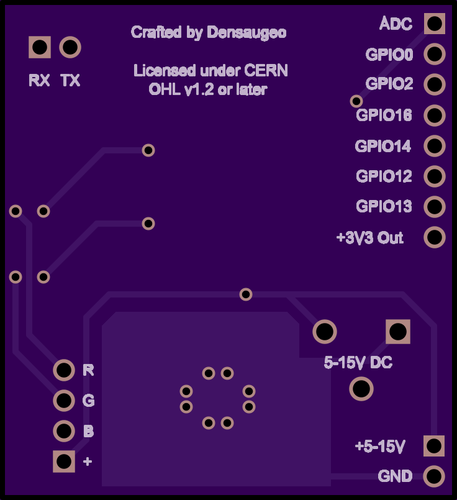 Crafted by Densaugeo
Licensed under CERN
OHL v1.2 or later
RX TX
ADC
GPIO0
GPIO2
GPIO16
GPIO14
GPIO12
GPIO13
+3V3 Out
5-15V DC
R
G
B
+
+5-15V
GND